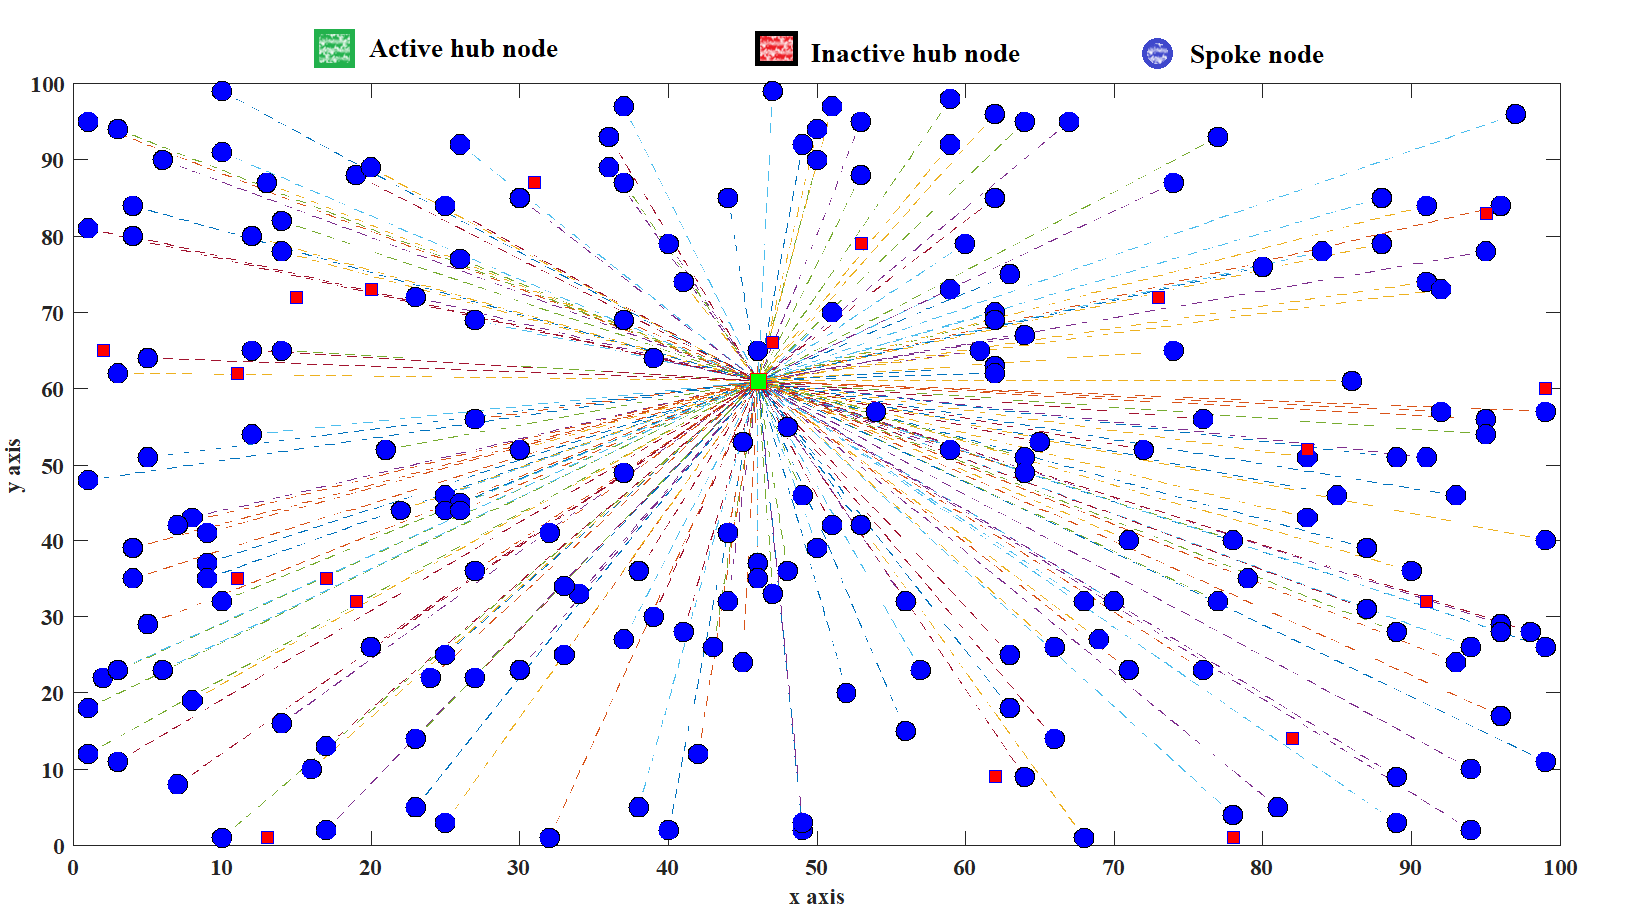 Active hub node
Inactive hub node
Spoke node
100
90
80
70
60
50
40
30
20
10
0
y axis
0 10 20 30 40 50 60 70 80 90 100
x axis